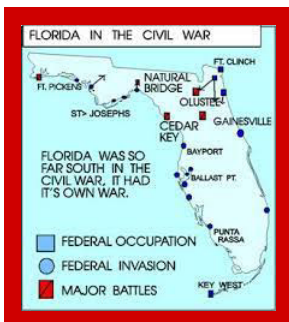 FLORIDA IN THE CIVIL WAR
FT. CLINCH
NATURAL
BRIDGE
FT. PICKENS
OLUSTEE
ST> JOSEPHS
GAINESVILLE
CEDAR
KEY
BAYPORT
FLORIDA WAS SO
FAR SOUTH IN THE
CIVIL WAR, IT HAD
IT'S OWN WAR.
BALLAST PT.
PUNTA
RASSA
FEDERAL OCCUPATION
FEDERAL INVASION
KEY WEST
MAJOR BATTLES